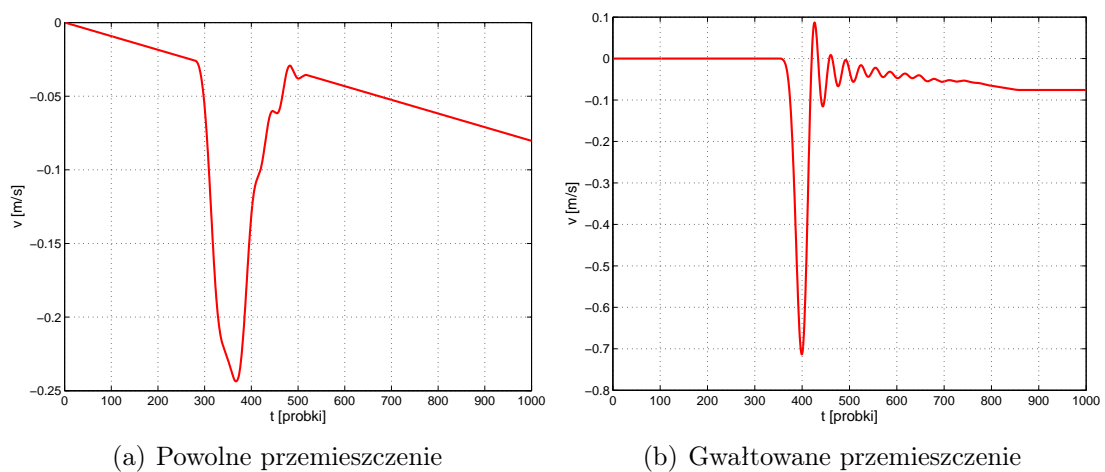 0
−0.05
−0.1
−0.15
−0.2
−0.25
v [m/s]
0 100 200 300 400 500 600 700 800 900 1000
t [probki]
(a) Powolne przemieszczenie
0.1
0
−0.1
−0.2
−0.3
−0.4
−0.5
−0.6
−0.7
−0.8
v [m/s]
0 100 200 300 400 500 600 700 800 900 1000
t [probki]
(b) Gwałtowane przemieszczenie